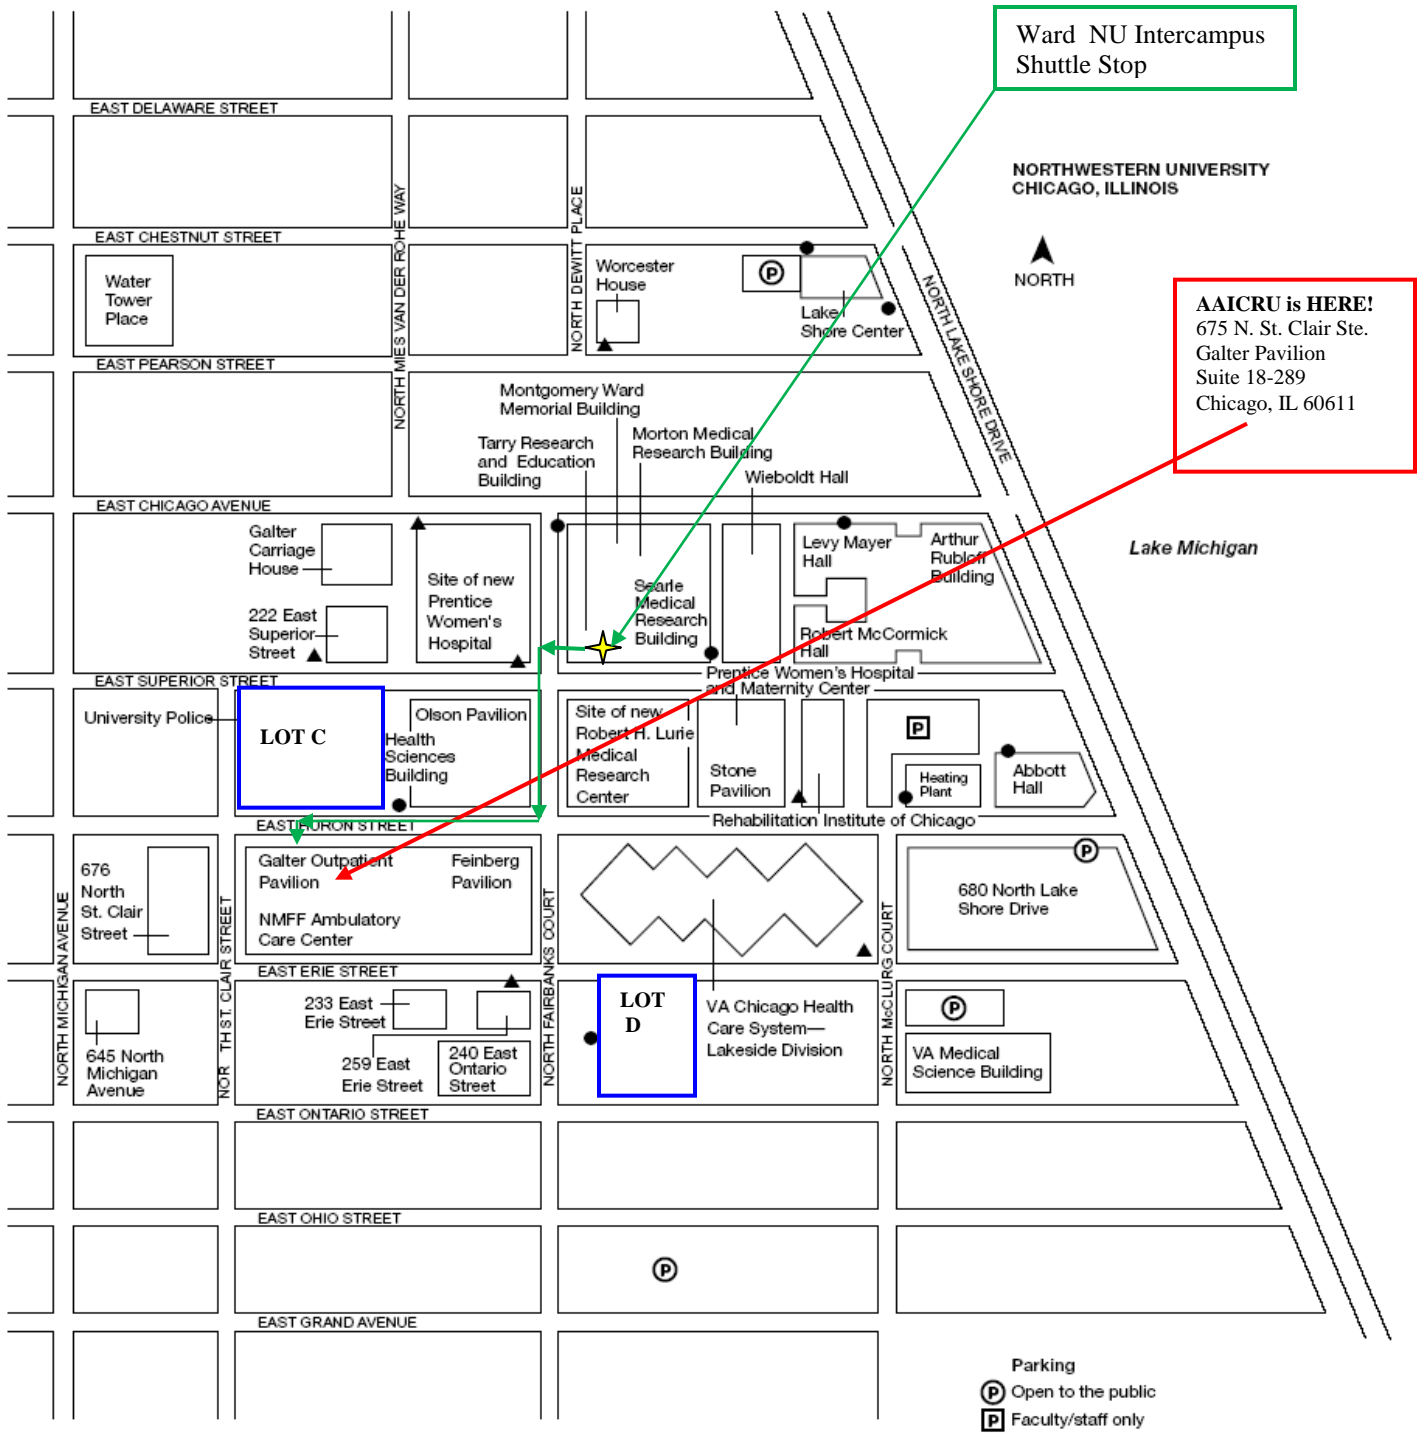 Ward NU Intercampus
Shuttle Stop
EAST DELAWARE STREET
NORTHWESTERN UNIVERSITY
CHICAGO, ILLINOIS
NORTH
NORTH MIES VAN DER ROHE WAY
NORTH DEWITT PLACE
EAST CHESTNUT STREET
Water
Tower
Place
Worcester
House
P
Lake
Shore Center
NORTH LAKE SHORE DRIVE
AAICRU is HERE!
675 N. St. Clair Ste.
Galter Pavilion
Suite 18-289
Chicago, IL 60611
EAST PEARSON STREET
Montgomery Ward
Memorial Building
Tarry Research
and Education
Building
Morton Medical
Research Building
Wieboldt Hall
EAST CHICAGO AVENUE
Galter
Carriage
House
222 East
Superior
Street
Site of new
Prentice
Women's
Hospital
Searle
Medical
Research
Building
Levy Mayer
Hall
Arthur
Rubloff
Building
Robert McCormick
Hall
Lake Michigan
EAST SUPERIOR STREET
Prentice Women's Hospital
and Maternity Center
University Police
LOT C
Olson Pavilion
Health
Sciences
Building
Site of new
Robert H. Lurie
Medical
Research
Center
Stone
Pavilion
P
Heating
Plant
Abbott
Hall
EAST HURON STREET
Rehabilitation Institute of Chicago
676
North
St. Clair
Street
Galter Outpatient
Pavilion
Feinberg
Pavilion
NMFF Ambulatory
Care Center
P
680 North Lake
Shore Drive
NORTH MICHIGAN AVENUE
NOR TH ST. CLAIR STREET
NORTH FAIRBANKS COURT
NORTH McCLURG COURT
EAST ERIE STREET
645 North
Michigan
Avenue
233 East
Erie Street
259 East
Erie Street
240 East
Ontario
Street
LOT
D
VA Chicago Health
Care System—
Lakeside Division
P
VA Medical
Science Building
EAST ONTARIO STREET
EAST OHIO STREET
P
EAST GRAND AVENUE
Parking
P Open to the public
P Faculty/staff only